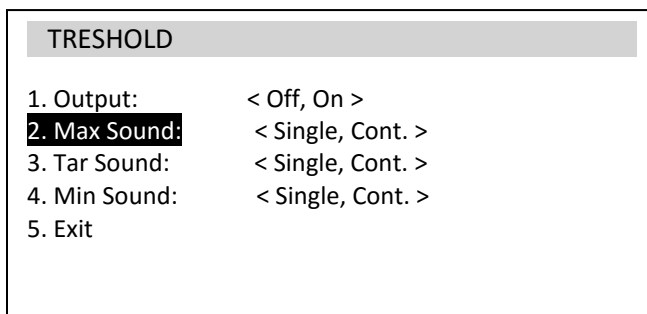 TRESHOLD
1. Output: < Off, On >
2. Max Sound: < Single, Cont. >
3. Tar Sound: < Single, Cont. >
4. Min Sound: < Single, Cont. >
5. Exit